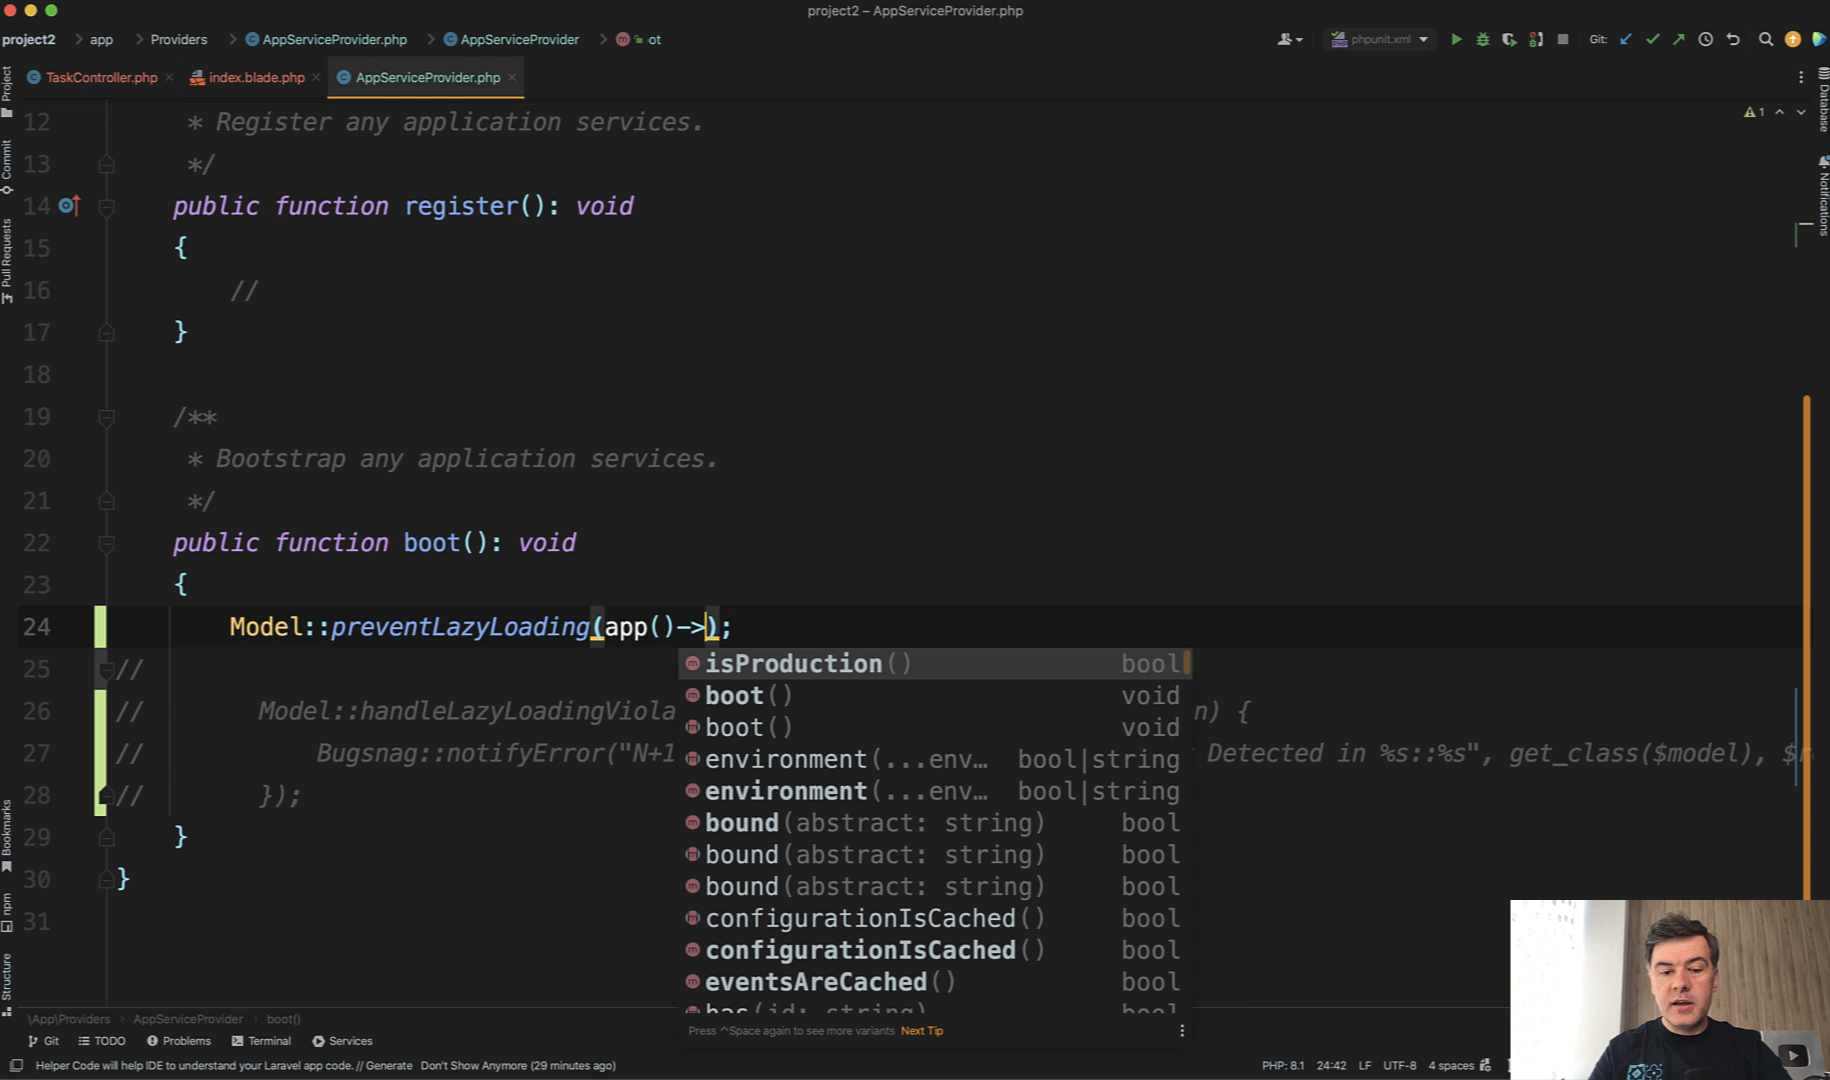 project2 – AppServiceProvider.php
project2 > app > Providers > AppServiceProvider.php > AppServiceProvider > ot
phpunit.xml
Git:
TaskController.php
index.blade.php
AppServiceProvider.php
Project
Commit
Pull Requests
Bookmarks
npm
Structure
Database
Notifications
1
12 * Register any application services.
13 */
14 public function register(): void
15 {
16 //
17 }
18
19 /**
20 * Bootstrap any application services.
21 */
22 public function boot(): void
23 {
24 Model::preventLazyLoading(app()->);
25 //
26 // Model::handleLazyLoadingViola n) {
27 // Bugsnag::notifyError("N+1 Detected in %s::%s", get_class($model), $
28 // });
29 }
30 }
31
isProduction() bool
boot() void
boot() void
environment(...env… bool|string
environment(...env… bool|string
bound(abstract: string) bool
bound(abstract: string) bool
bound(abstract: string) bool
configurationIsCached() bool
configurationIsCached() bool
eventsAreCached() bool
has(id: string) bool
Press ^Space again to see more variants Next Tip
\App\Providers > AppServiceProvider > boot()
Git TODO Problems Terminal Services
Helper Code will help IDE to understand your Laravel app code. // Generate Don't Show Anymore (29 minutes ago)
PHP: 8.1 24:42 LF UTF-8 4 spaces